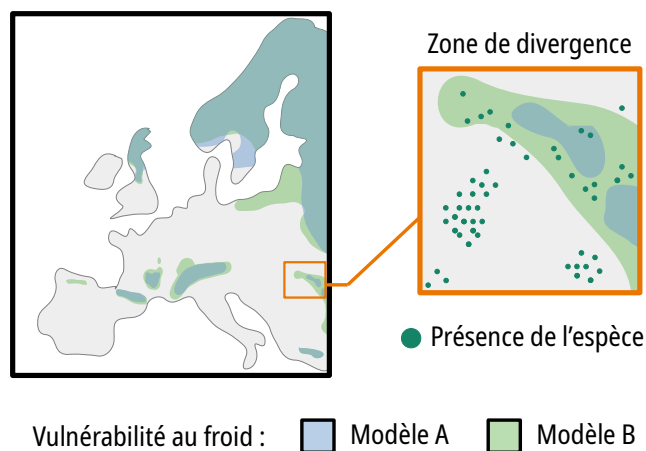 Zone de divergence
Présence de l’espèce
Vulnérabilité au froid : Modèle A Modèle B